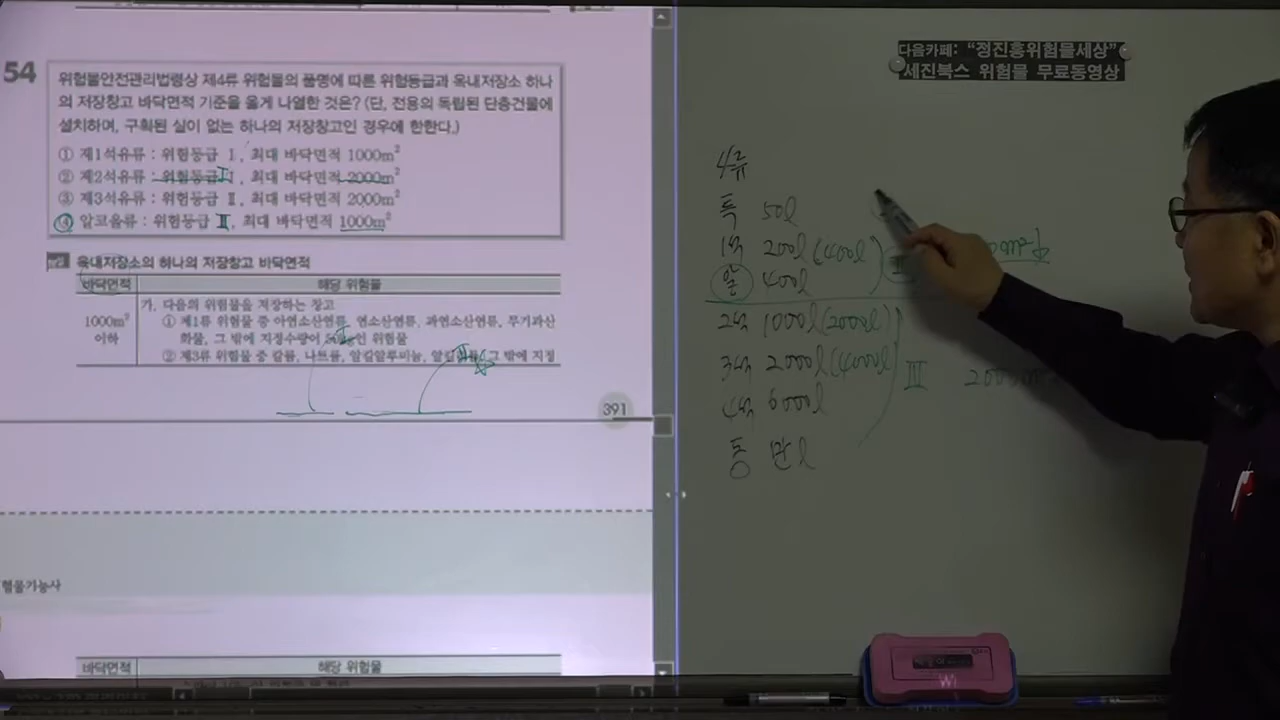 다음카페: "정진홍위험물세상"
세진북스 위험물 무료동영상
54
위험물안전관리법령상 제4류 위험물의 품명에 따른 위험등급과 옥내저장소 하나
의 저장창고 바닥면적 기준을 옳게 나열한 것은? (단, 전용의 독립된 단층건물에
설치하며, 구획된 실이 없는 하나의 저장창고인 경우에 한한다.)
① 제1석유류 : 위험등급 Ⅰ, 최대 바닥면적 1000m²
② 제2석유류 : 위험등급 Ⅰ, 최대 바닥면적 2000m²
③ 제3석유류 : 위험등급 Ⅱ, 최대 바닥면적 2000m²
④ 알코올류 : 위험등급 Ⅱ, 최대 바닥면적 1000m²
옥내저장소의 하나의 저장창고 바닥면적
바닥면적 해당 위험물
1000m² 이하
가. 다음의 위험물을 저장하는 창고
① 제1류 위험물 중 아염소산염류, 염소산염류, 과염소산염류, 무기과산
화물, 그 밖에 지정수량이 인 위험물
② 제3류 위험물 중 칼륨, 나트륨, 알킬알루미늄, 그 밖에 지정
Ⅲ
391
험물기능사
바닥면적 해당 위험물
4류
특 50ℓ
1석 200ℓ (400ℓ)
알 400ℓ
2석 1000ℓ (2000ℓ)
3석 2000ℓ (4000ℓ)
Ⅲ
4석 6000ℓ
동 만ℓ